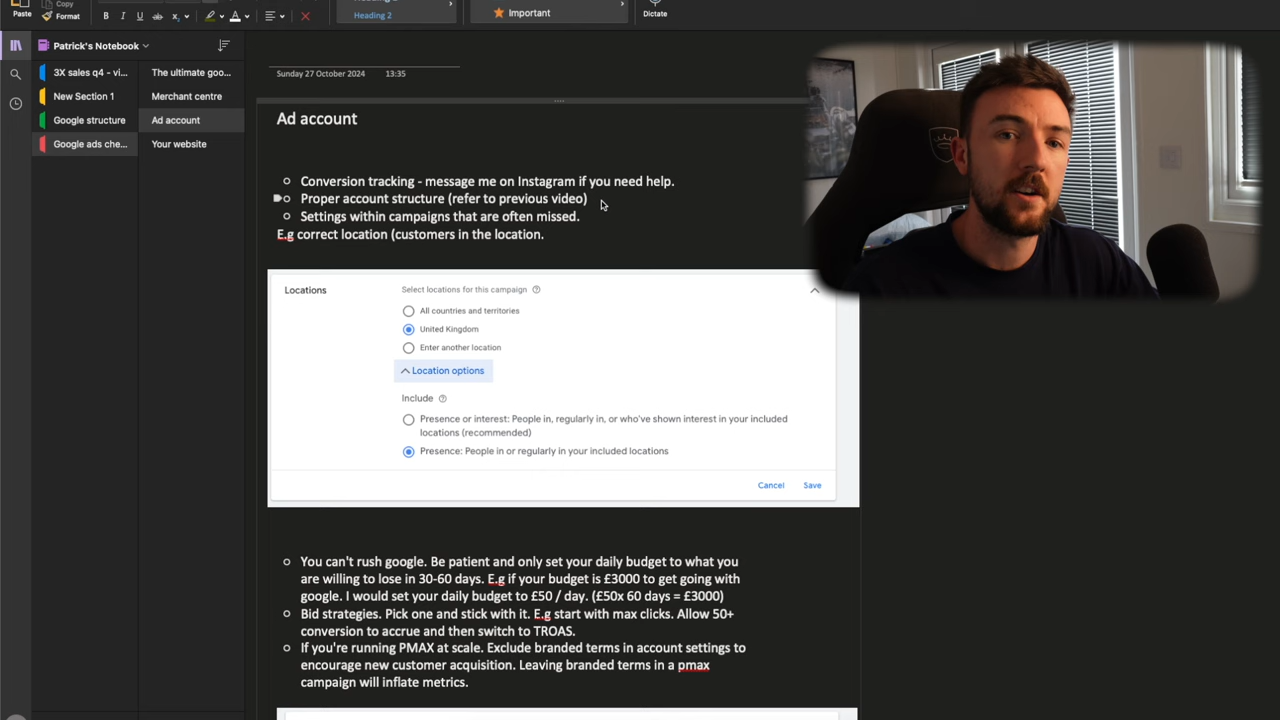 Copy
Paste
Format
B I U ab x A
Heading 2
Important
Dictate
Patrick's Notebook
3X sales q4 - vi...
New Section 1
Google structure
Google ads che...
The ultimate goo...
Merchant centre
Ad account
Your website
Sunday 27 October 2024 13:35
Ad account
Conversion tracking - message me on Instagram if you need help.
Proper account structure (refer to previous video)
Settings within campaigns that are often missed.
E.g correct location (customers in the location.
Locations
Select locations for this campaign
All countries and territories
United Kingdom
Enter another location
Location options
Include
Presence or interest: People in, regularly in, or who've shown interest in your included
locations (recommended)
Presence: People in or regularly in your included locations
Cancel Save
You can't rush google. Be patient and only set your daily budget to what you
are willing to lose in 30-60 days. E.g if your budget is £3000 to get going with
google. I would set your daily budget to £50 / day. (£50x 60 days = £3000)
Bid strategies. Pick one and stick with it. E.g start with max clicks. Allow 50+
conversion to accrue and then switch to TROAS.
If you're running PMAX at scale. Exclude branded terms in account settings to
encourage new customer acquisition. Leaving branded terms in a pmax
campaign will inflate metrics.